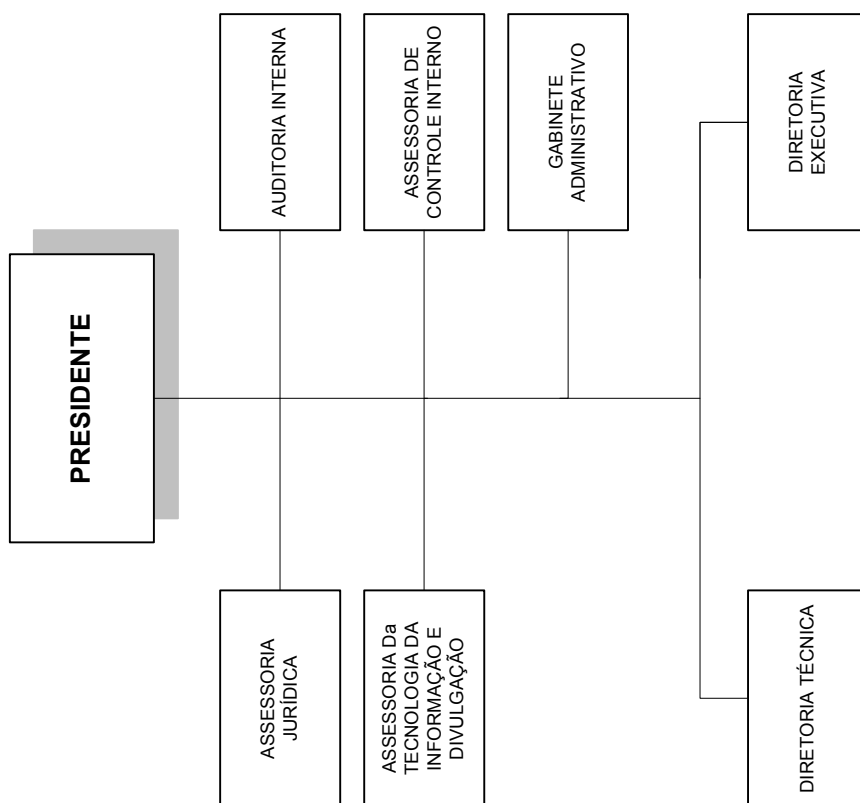 PRESIDENTE
ASSESSORIA
JURÍDICA
AUDITORIA INTERNA
ASSESSORIA Da
TECNOLOGIA DA
INFORMAÇÃO E
DIVULGAÇÃO
ASSESSORIA DE
CONTROLE INTERNO
GABINETE
ADMINISTRATIVO
DIRETORIA TÉCNICA
DIRETORIA
EXECUTIVA